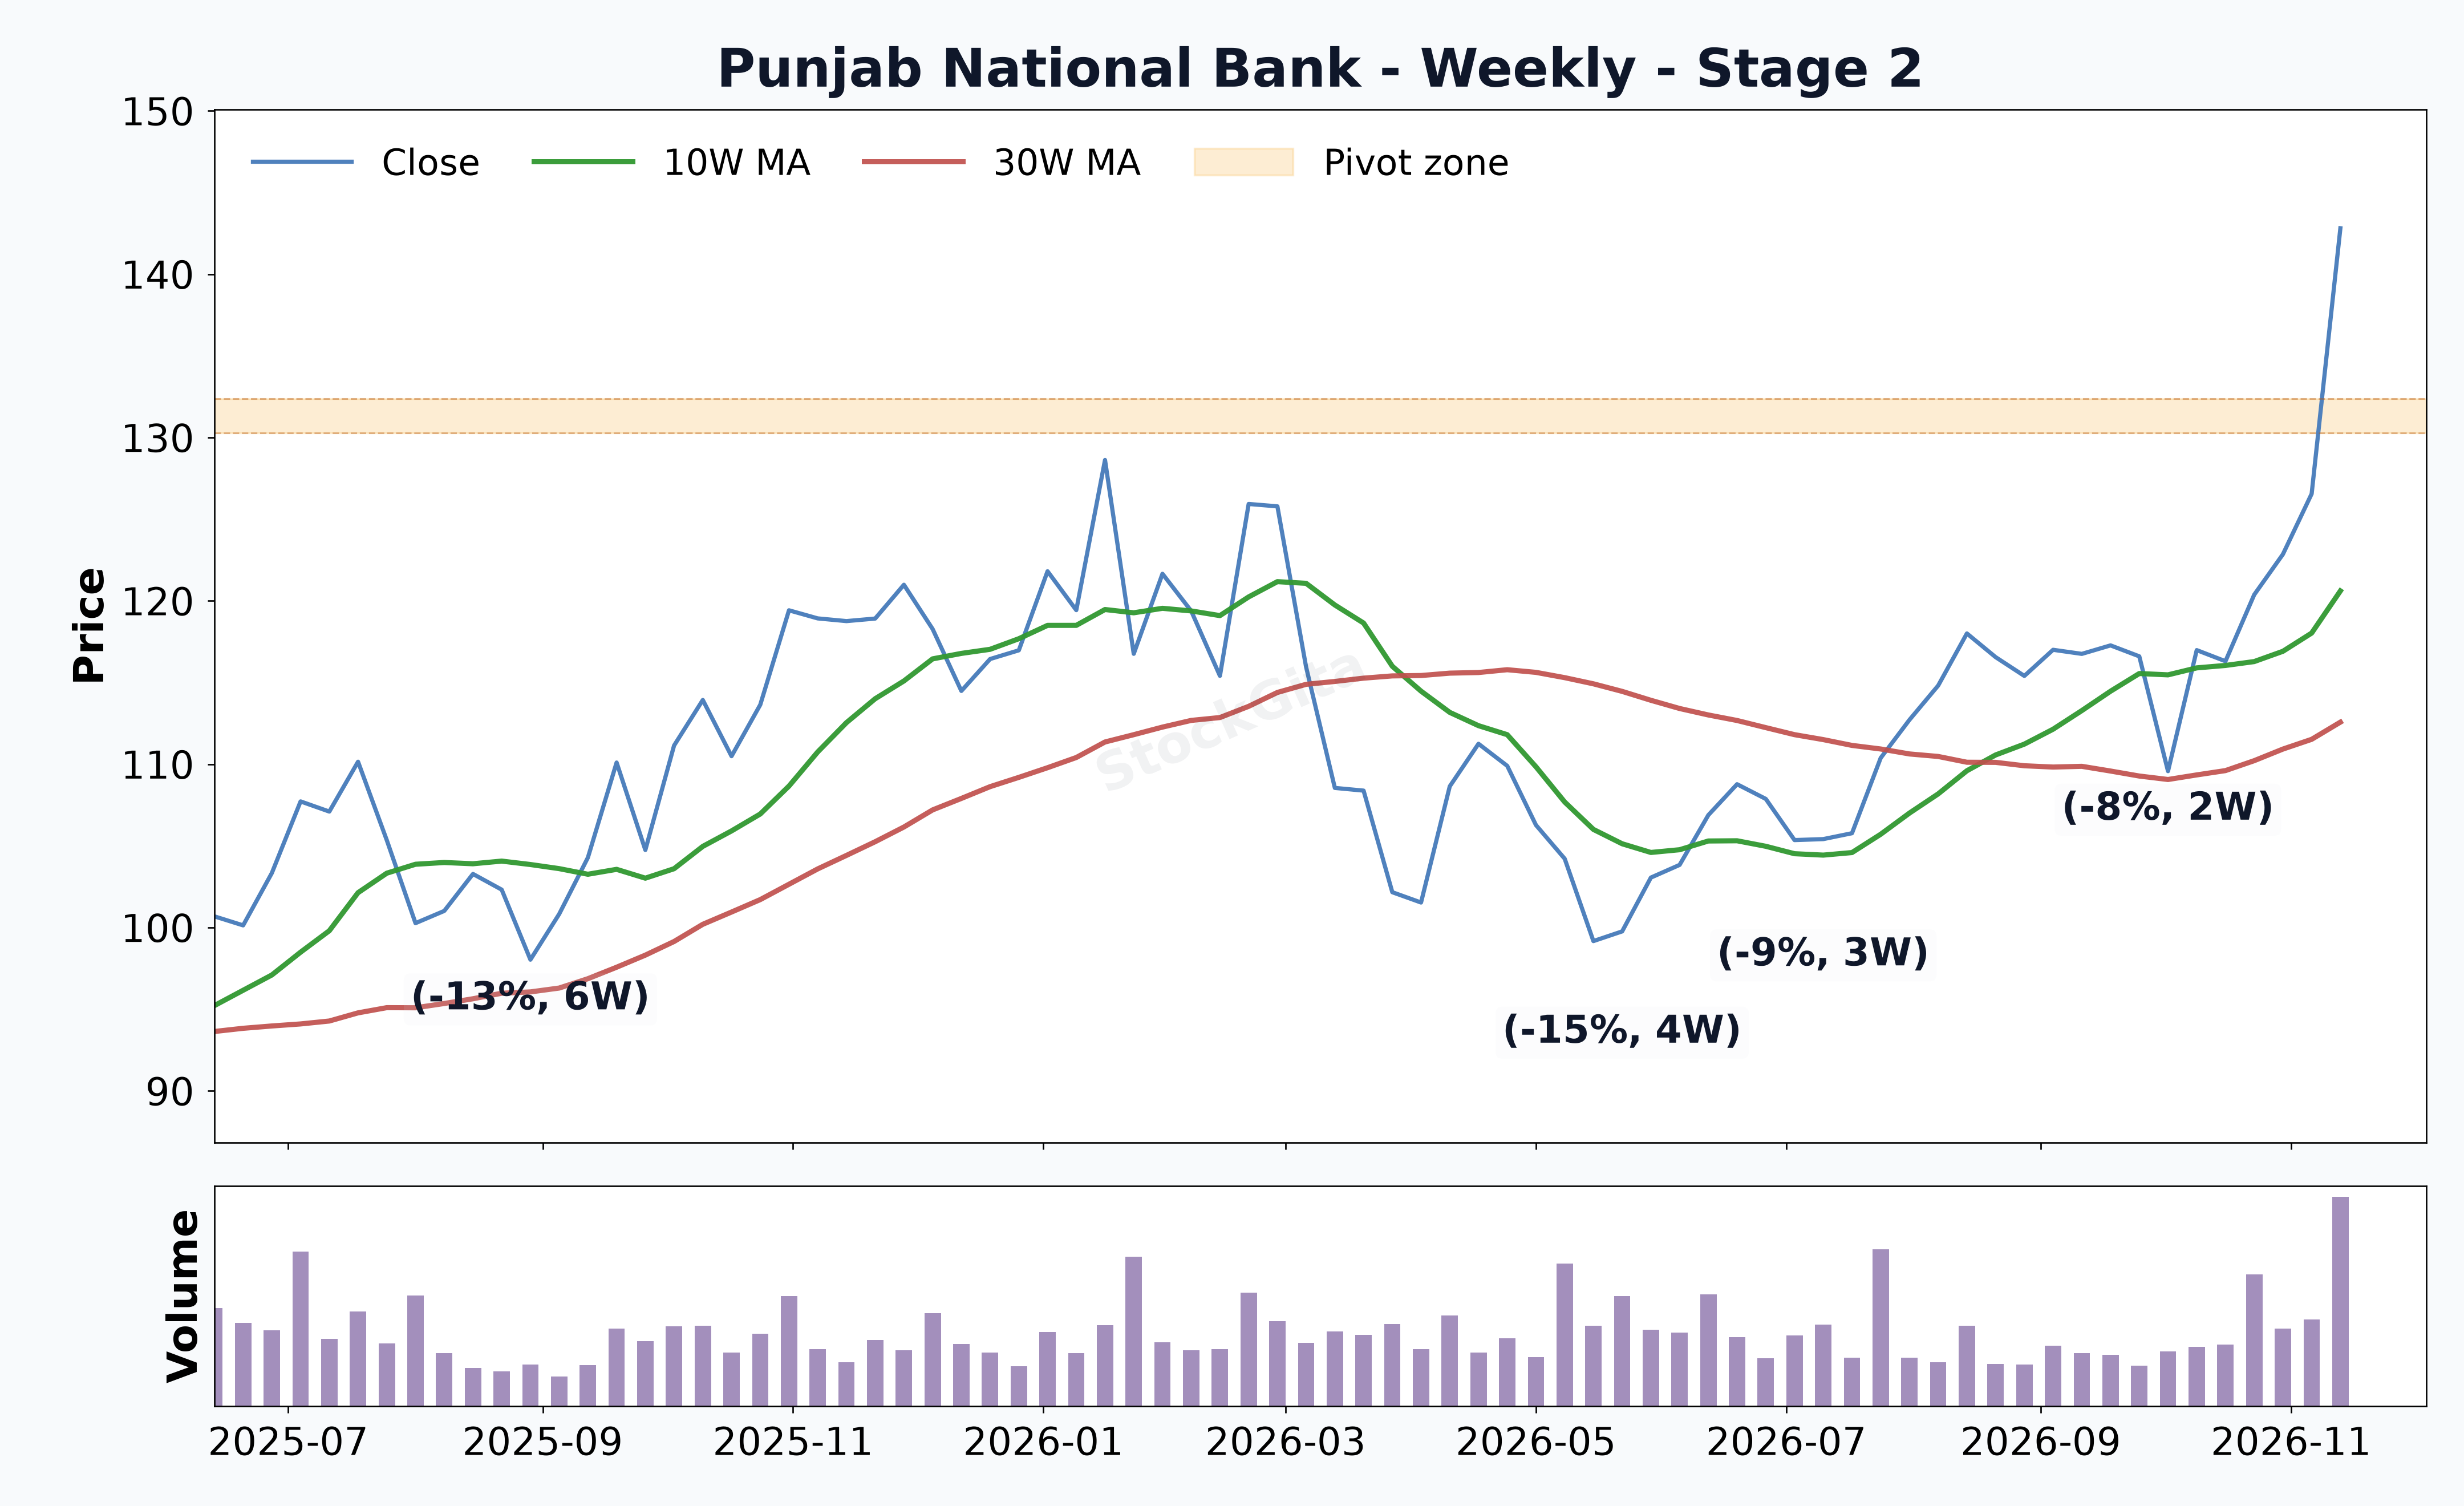 Punjab National Bank - Weekly - Stage 2
150
Close 10W MA 30W MA Pivot zone
140
130
120
110
100
90
Price
StockGita
(-8%, 2W)
(-9%, 3W)
(-13%, 6W)
(-15%, 4W)
Volume
2025-07 2025-09 2025-11 2026-01 2026-03 2026-05 2026-07 2026-09 2026-11